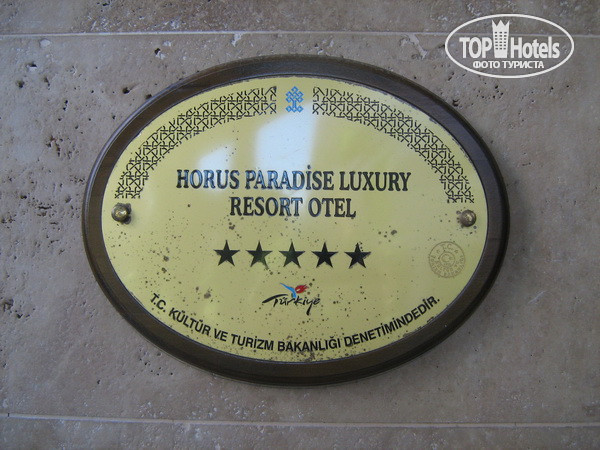 TOP Hotels
ФОТО ТУРИСТА
HORUS PARADİSE LUXURY
RESORT OTEL
Türkiye
T.C. KÜLTÜR VE TURİZM BAKANLIĞI DENETİMİNDEDİR.